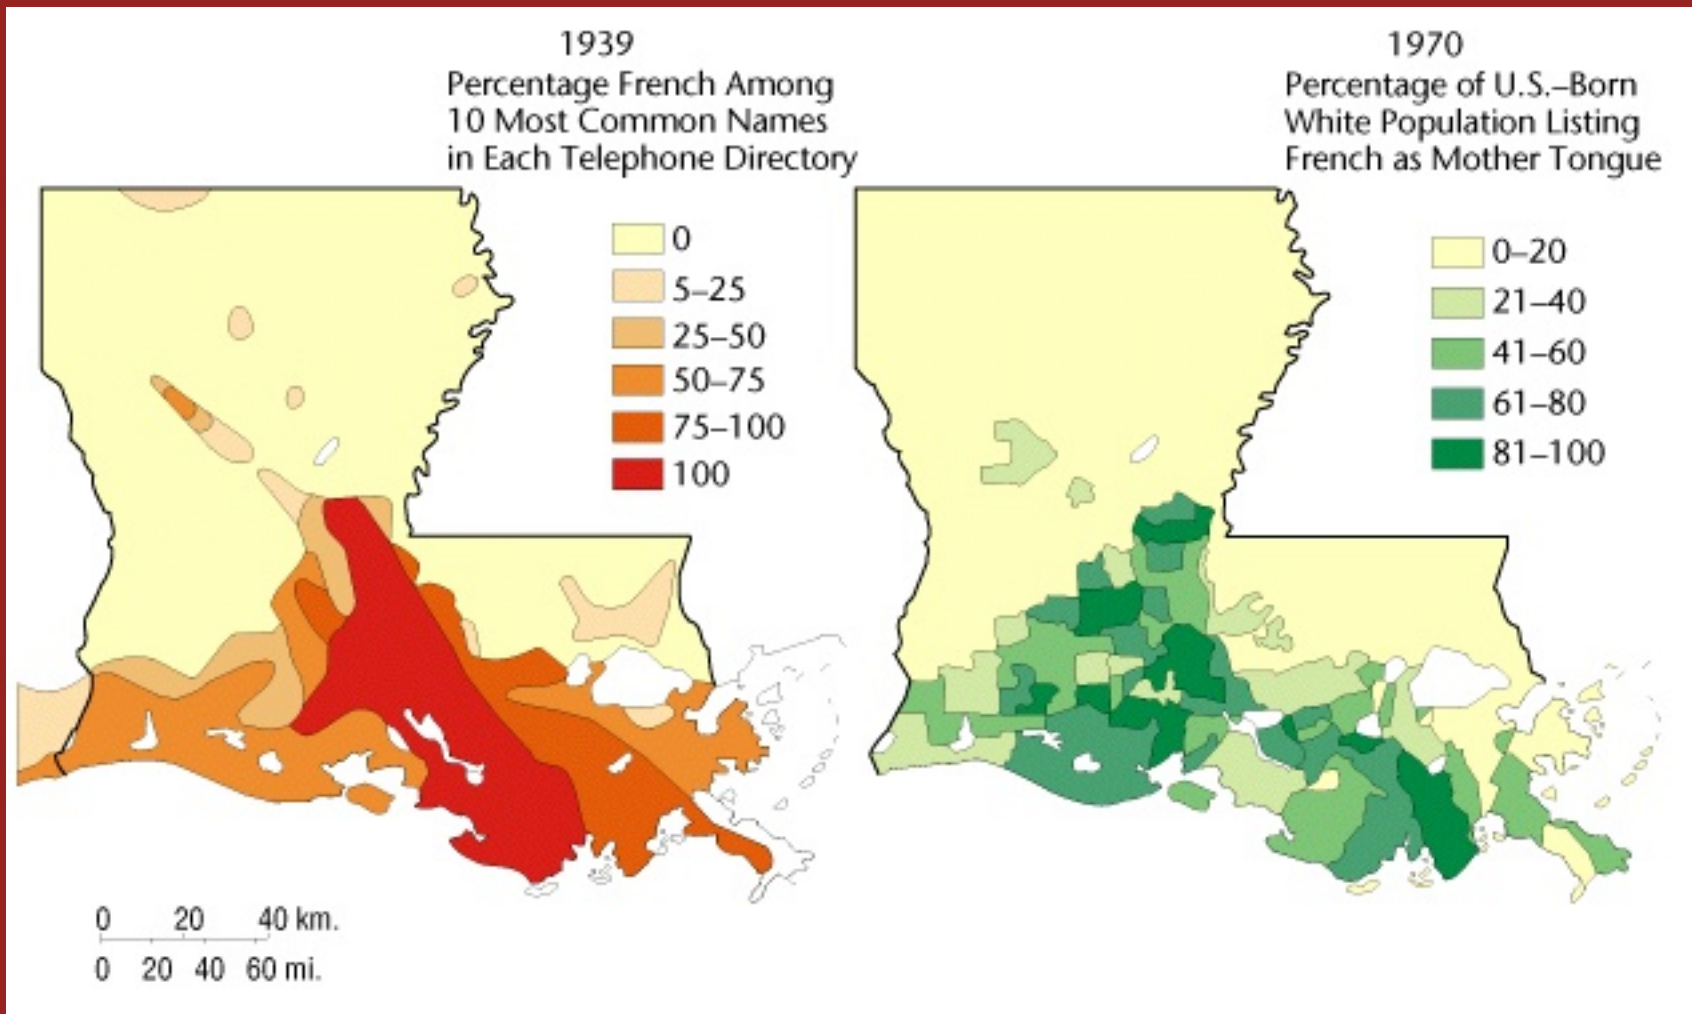 1939
Percentage French Among
10 Most Common Names
in Each Telephone Directory
0
5–25
25–50
50–75
75–100
100
1970
Percentage of U.S.–Born
White Population Listing
French as Mother Tongue
0–20
21–40
41–60
61–80
81–100
0 20 40 km.
0 20 40 60 mi.